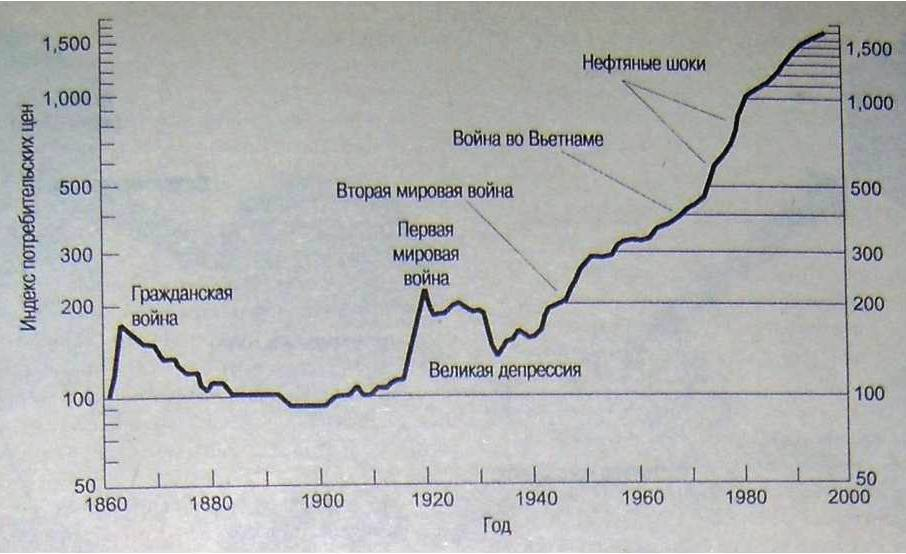 Индекс потребительских цен
1,500
1,000
500
300
200
100
50
Гражданская
война
Первая
мировая
война
Вторая мировая война
Война во Вьетнаме
Нефтяные шоки
Великая депрессия
1,500
1,000
500
300
200
100
50
1860
1880
1900
1920
1940
1960
1980
2000
Год